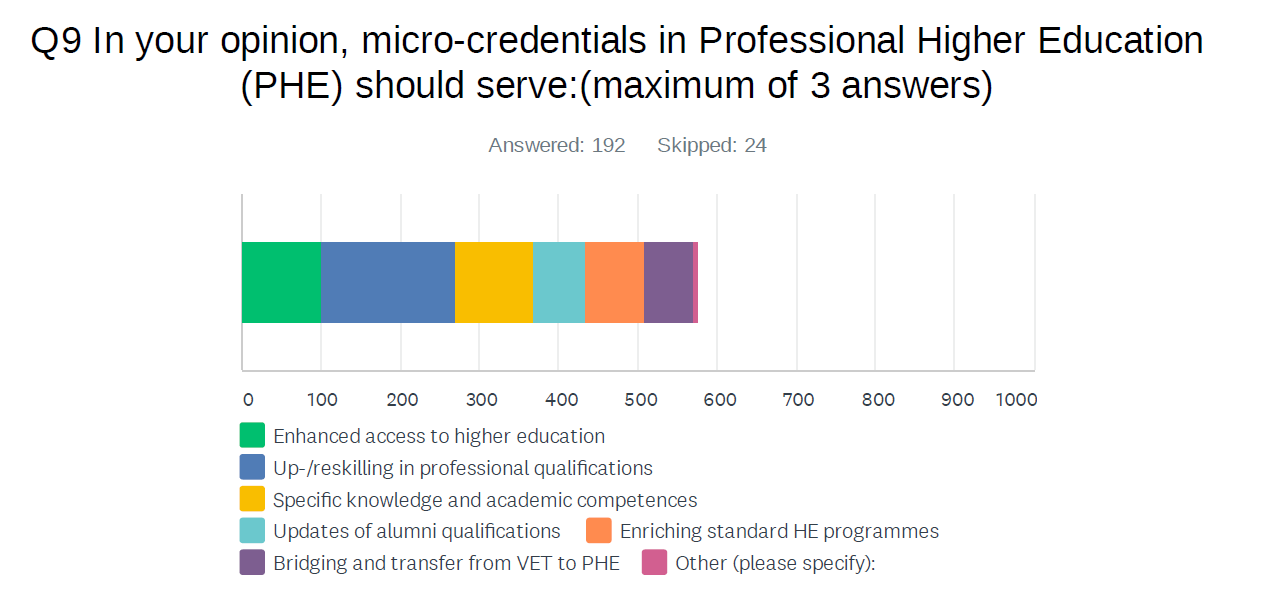 Q9 In your opinion, micro-credentials in Professional Higher Education
(PHE) should serve:(maximum of 3 answers)
Answered: 192 Skipped: 24
0 100 200 300 400 500 600 700 800 900 1000
Enhanced access to higher education
Up-/reskilling in professional qualifications
Specific knowledge and academic competences
Updates of alumni qualifications Enriching standard HE programmes
Bridging and transfer from VET to PHE Other (please specify):